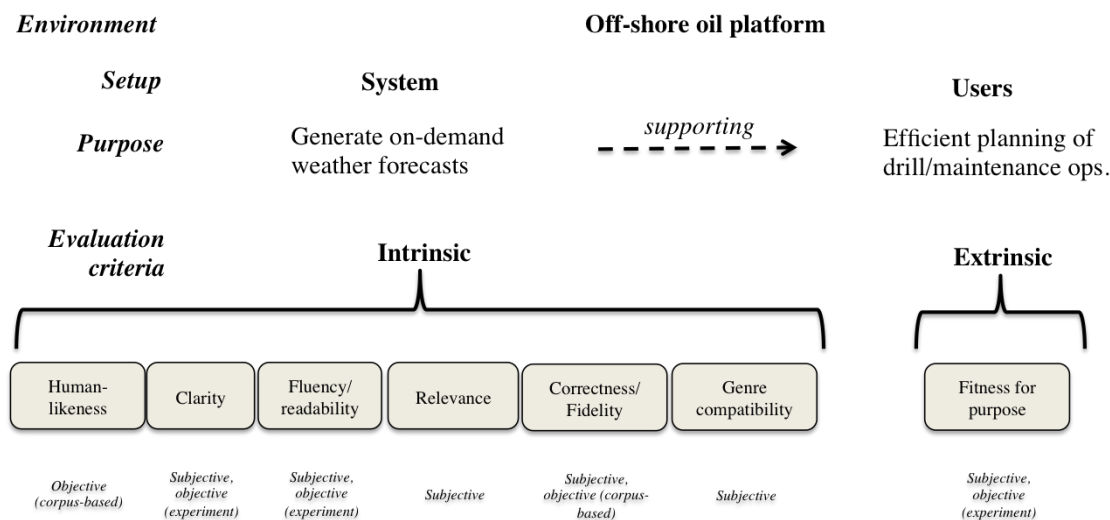 Environment
Off-shore oil platform
Setup
System
Users
Purpose
Generate on-demand
weather forecasts
supporting
Efficient planning of
drill/maintenance ops.
Evaluation
criteria
Intrinsic
Extrinsic
Human-
likeness
Clarity
Fluency/
readability
Relevance
Correctness/
Fidelity
Genre
compatibility
Fitness for
purpose
Objective
(corpus-based)
Subjective,
objective
(experiment)
Subjective,
objective
(experiment)
Subjective
Subjective,
objective (corpus-
based)
Subjective
Subjective,
objective
(experiment)